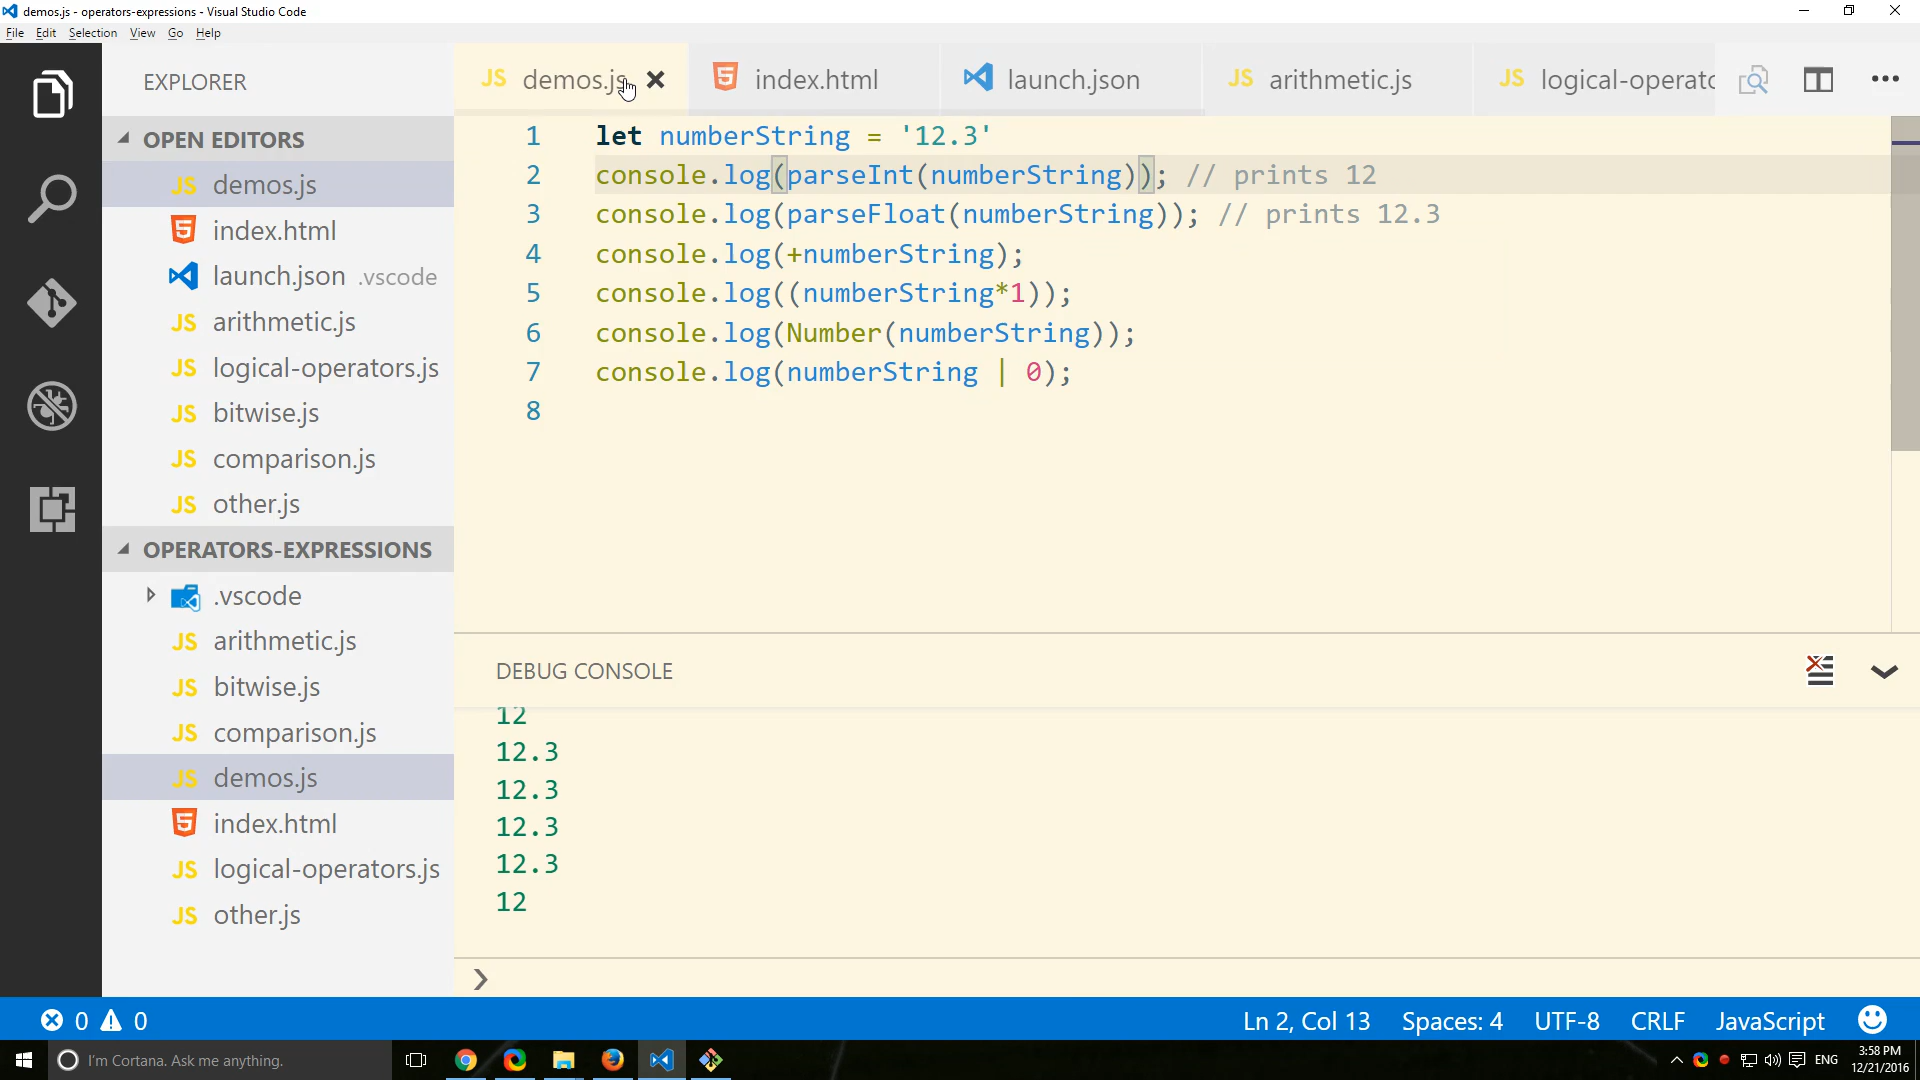 demos.js - operators-expressions - Visual Studio Code
File Edit Selection View Go Help
EXPLORER
OPEN EDITORS
JS demos.js
index.html
launch.json .vscode
JS arithmetic.js
JS logical-operators.js
JS bitwise.js
JS comparison.js
JS other.js
OPERATORS-EXPRESSIONS
.vscode
JS arithmetic.js
JS bitwise.js
JS comparison.js
JS demos.js
index.html
JS logical-operators.js
JS other.js
JS demos.js index.html launch.json JS arithmetic.js JS logical-operato
1 let numberString = '12.3'
2 console.log(parseInt(numberString)); // prints 12
3 console.log(parseFloat(numberString)); // prints 12.3
4 console.log(+numberString);
5 console.log((numberString*1));
6 console.log(Number(numberString));
7 console.log(numberString | 0);
8
DEBUG CONSOLE
12
12.3
12.3
12.3
12.3
12
0 0 Ln 2, Col 13 Spaces: 4 UTF-8 CRLF JavaScript
I'm Cortana. Ask me anything.
ENG
3:58 PM
12/21/2016